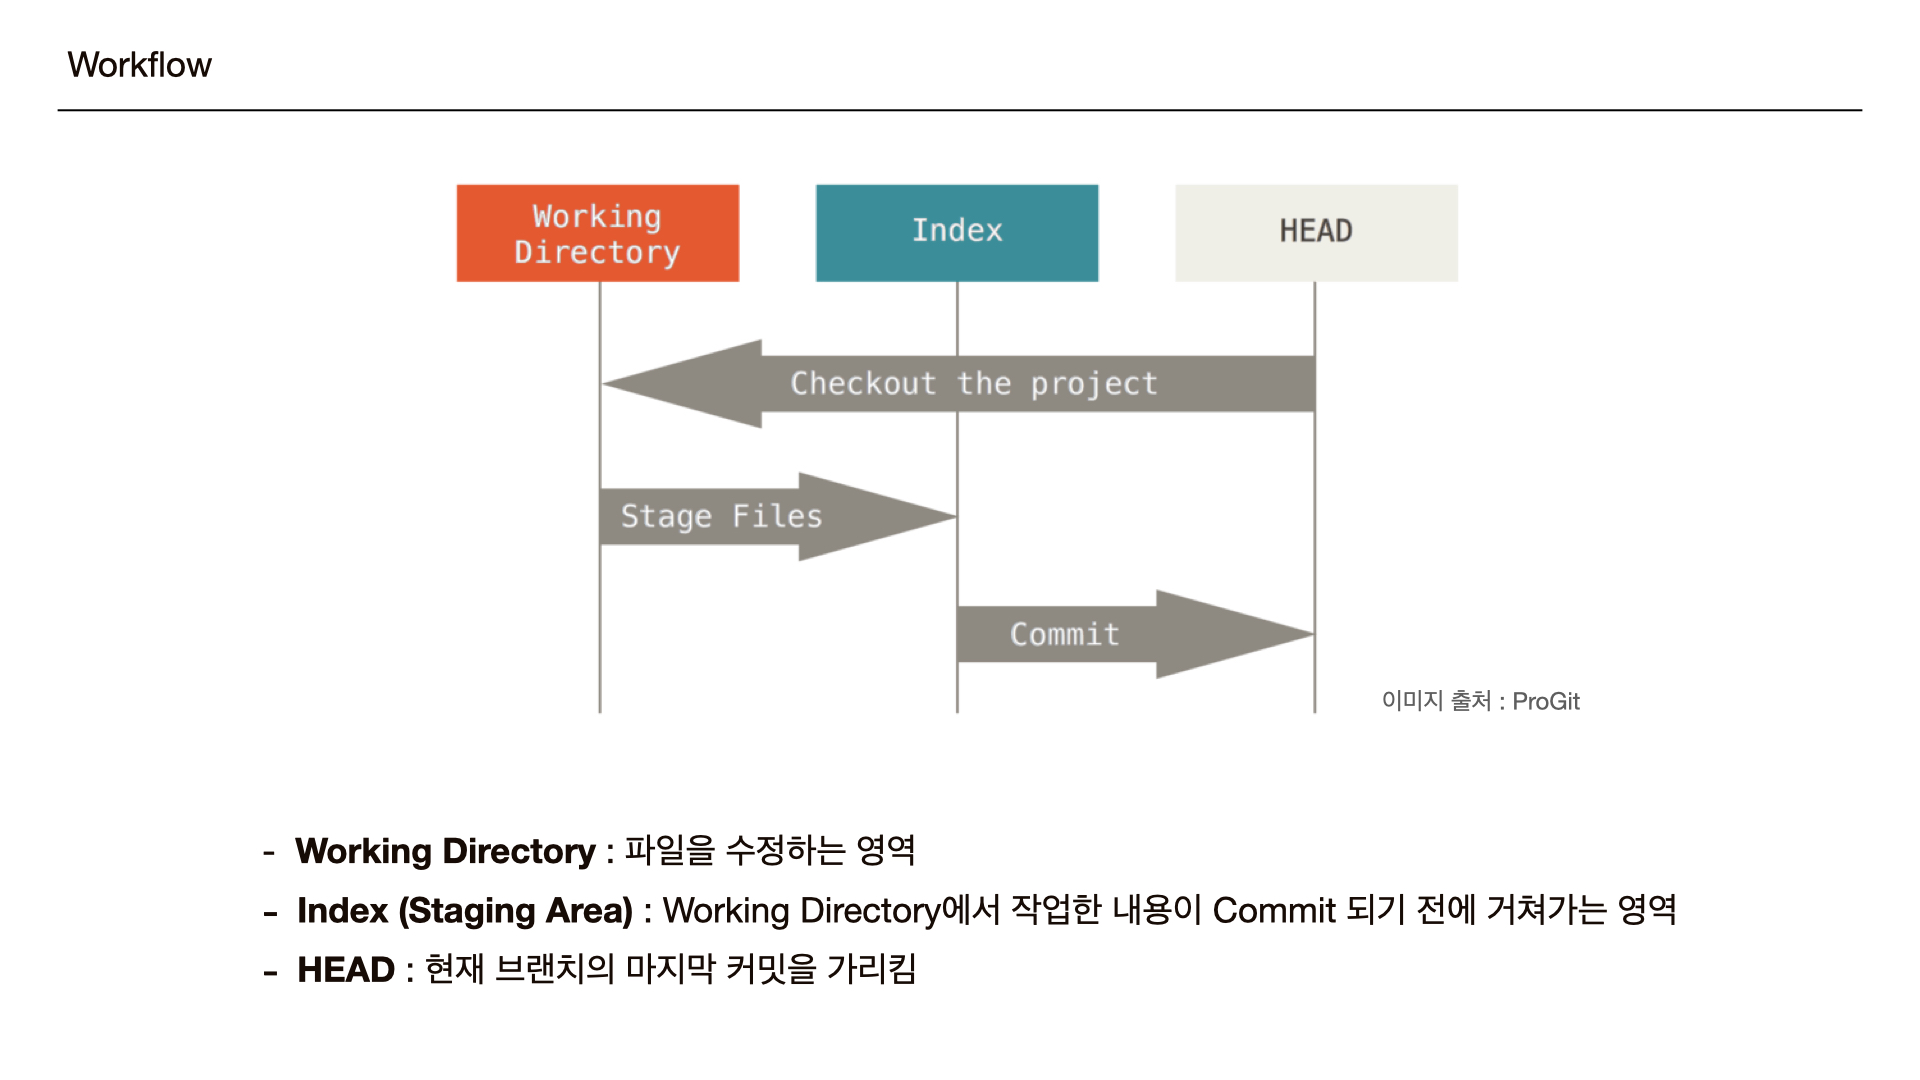 Workflow
Working
Directory
Index
HEAD
Checkout the project
Stage Files
Commit
이미지 출처 : ProGit
- Working Directory : 파일을 수정하는 영역
- Index (Staging Area) : Working Directory에서 작업한 내용이 Commit 되기 전에 거쳐가는 영역
- HEAD : 현재 브랜치의 마지막 커밋을 가리킴